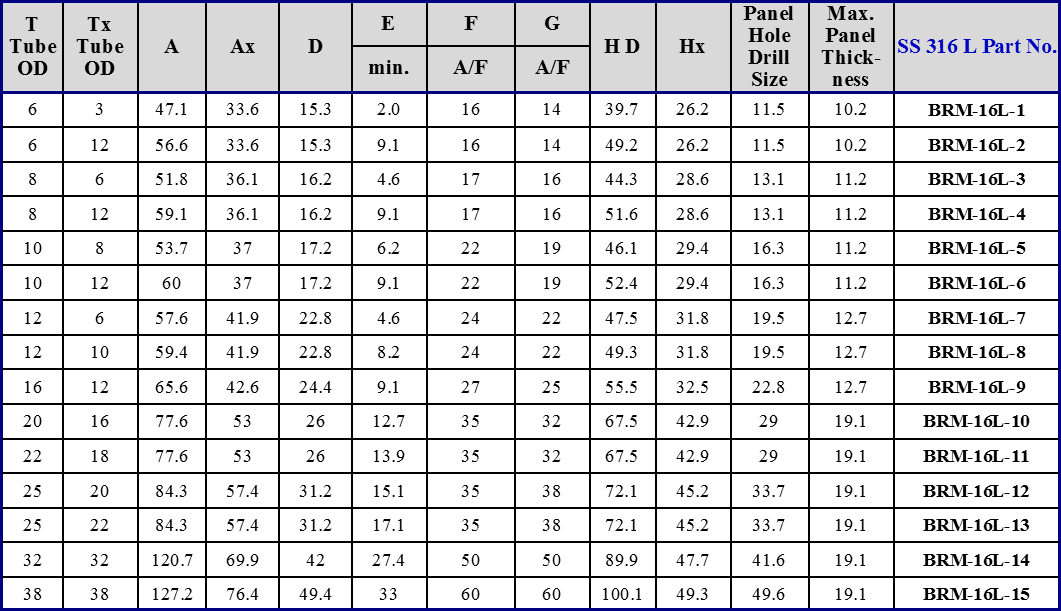 T Tube OD Tx Tube OD A Ax D E min. F A/F G A/F H D Hx Panel Hole Drill Size Max. Panel Thick-ness SS 316 L Part No.
6 3 47.1 33.6 15.3 2.0 16 14 39.7 26.2 11.5 10.2 BRM-16L-1
6 12 56.6 33.6 15.3 9.1 16 14 49.2 26.2 11.5 10.2 BRM-16L-2
8 6 51.8 36.1 16.2 4.6 17 16 44.3 28.6 13.1 11.2 BRM-16L-3
8 12 59.1 36.1 16.2 9.1 17 16 51.6 28.6 13.1 11.2 BRM-16L-4
10 8 53.7 37 17.2 6.2 22 19 46.1 29.4 16.3 11.2 BRM-16L-5
10 12 60 37 17.2 9.1 22 19 52.4 29.4 16.3 11.2 BRM-16L-6
12 6 57.6 41.9 22.8 4.6 24 22 47.5 31.8 19.5 12.7 BRM-16L-7
12 10 59.4 41.9 22.8 8.2 24 22 49.3 31.8 19.5 12.7 BRM-16L-8
16 12 65.6 42.6 24.4 9.1 27 25 55.5 32.5 22.8 12.7 BRM-16L-9
20 16 77.6 53 26 12.7 35 32 67.5 42.9 29 19.1 BRM-16L-10
22 18 77.6 53 26 13.9 35 32 67.5 42.9 29 19.1 BRM-16L-11
25 20 84.3 57.4 31.2 15.1 35 38 72.1 45.2 33.7 19.1 BRM-16L-12
25 22 84.3 57.4 31.2 17.1 35 38 72.1 45.2 33.7 19.1 BRM-16L-13
32 32 120.7 69.9 42 27.4 50 50 89.9 47.7 41.6 19.1 BRM-16L-14
38 38 127.2 76.4 49.4 33 60 60 100.1 49.3 49.6 19.1 BRM-16L-15